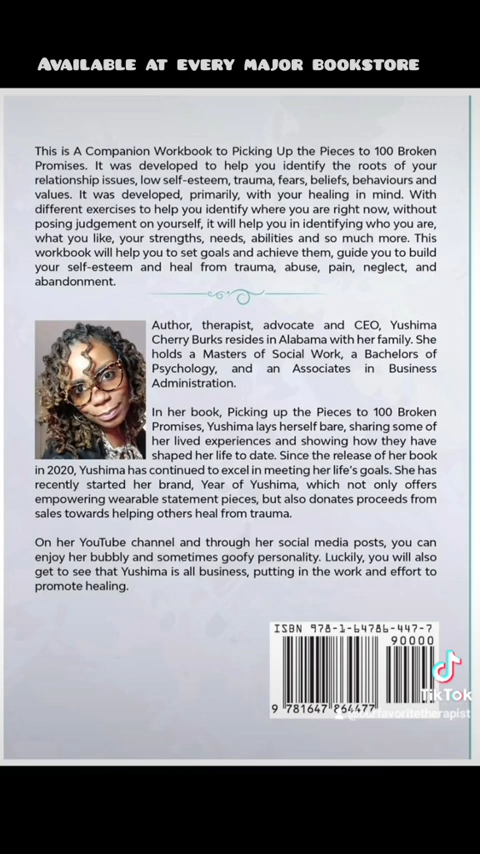 AVAILABLE AT EVERY MAJOR BOOKSTORE
This is A Companion Workbook to Picking Up the Pieces to 100 Broken
Promises. It was developed to help you identify the roots of your
relationship issues, low self-esteem, trauma, fears, beliefs, behaviours and
values. It was developed, primarily, with your healing in mind. With
different exercises to help you identify where you are right now, without
posing judgement on yourself, it will help you in identifying who you are,
what you like, your strengths, needs, abilities and so much more. This
workbook will help you to set goals and achieve them, guide you to build
your self-esteem and heal from trauma, abuse, pain, neglect, and
abandonment.
Author, therapist, advocate and CEO, Yushima
Cherry Burks resides in Alabama with her family. She
holds a Masters of Social Work, a Bachelors of
Psychology, and an Associates in Business
Administration.
In her book, Picking up the Pieces to 100 Broken
Promises, Yushima lays herself bare, sharing some of
her lived experiences and showing how they have
shaped her life to date. Since the release of her book
in 2020, Yushima has continued to excel in meeting her life's goals. She has
recently started her brand, Year of Yushima, which not only offers
empowering wearable statement pieces, but also donates proceeds from
sales towards helping others heal from trauma.
On her YouTube channel and through her social media posts, you can
enjoy her bubbly and sometimes goofy personality. Luckily, you will also
get to see that Yushima is all business, putting in the work and effort to
promote healing.
ISBN 978-1-64786-447-7
90000
9 781647 864477
TikTok